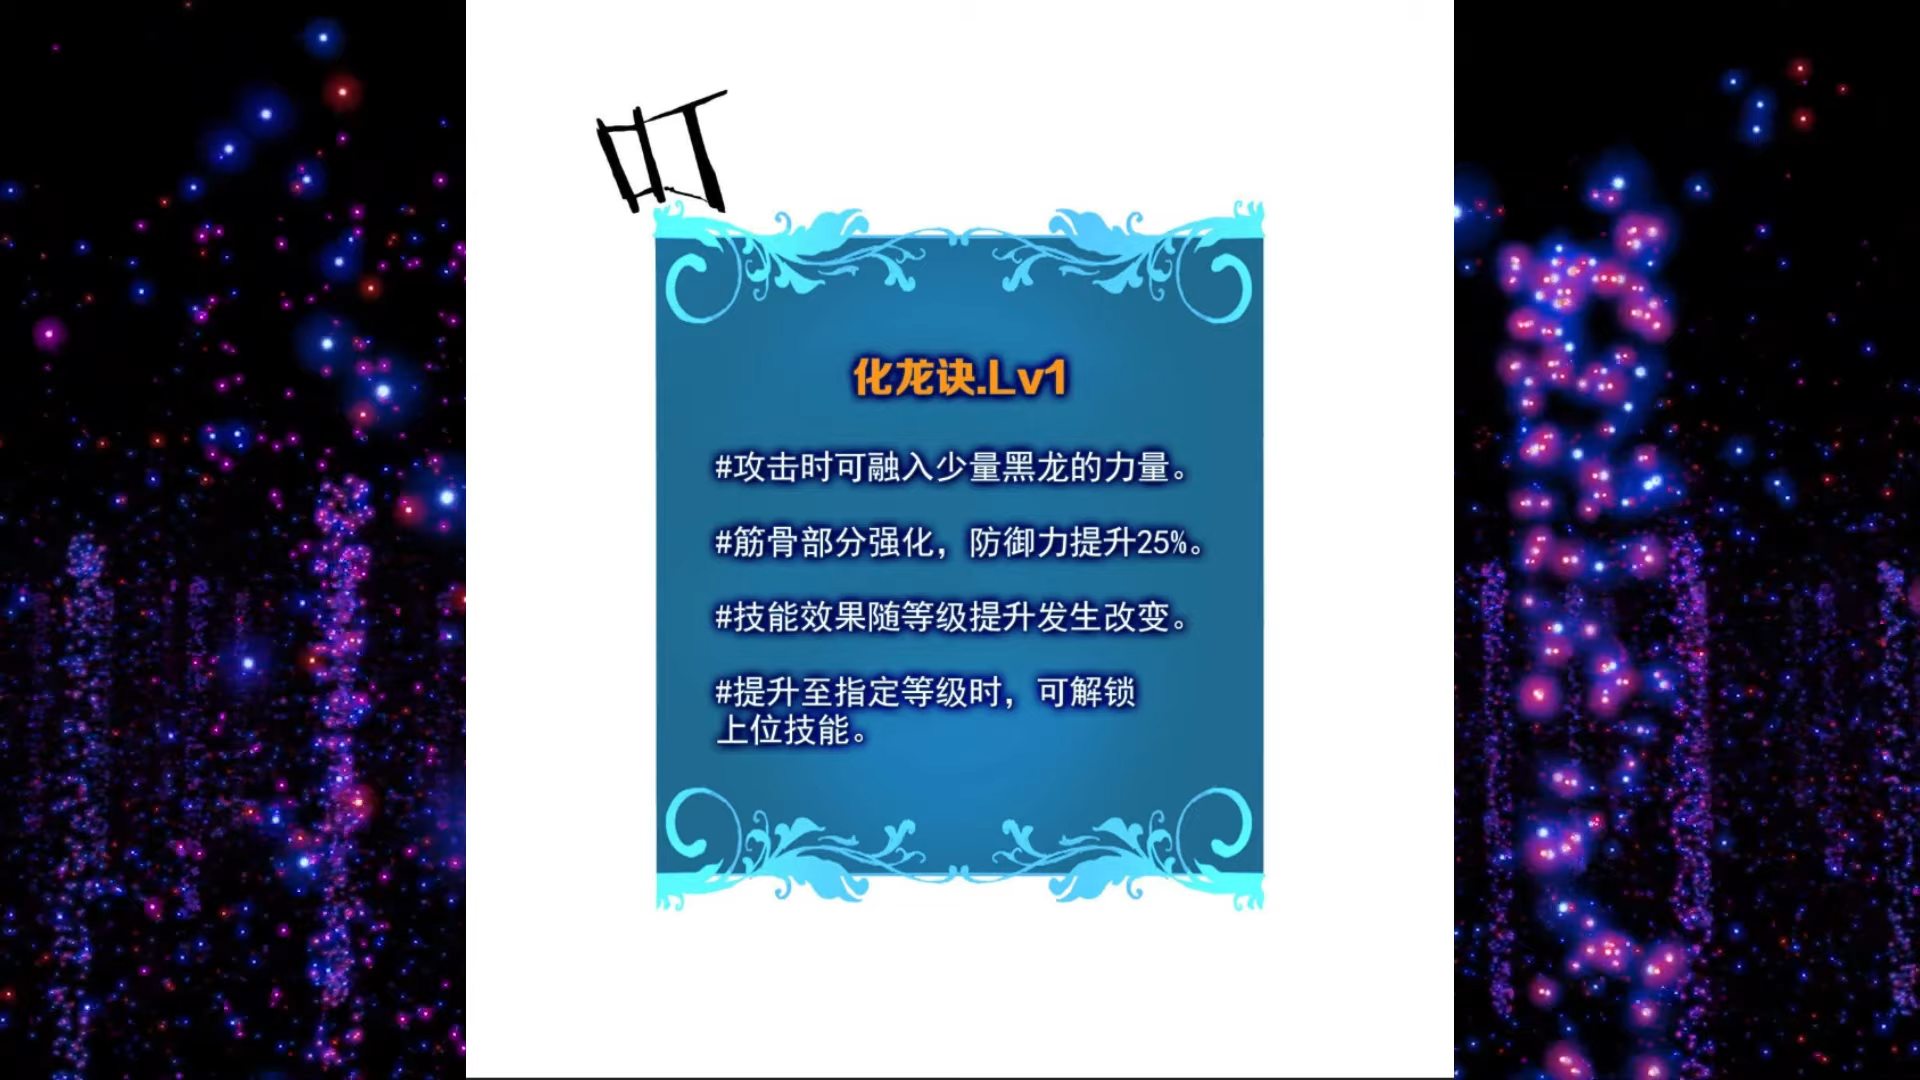 叮
化龙诀.Lv1
#攻击时可融入少量黑龙的力量。
#筋骨部分强化，防御力提升25%。
#技能效果随等级提升发生改变。
#提升至指定等级时，可解锁
上位技能。